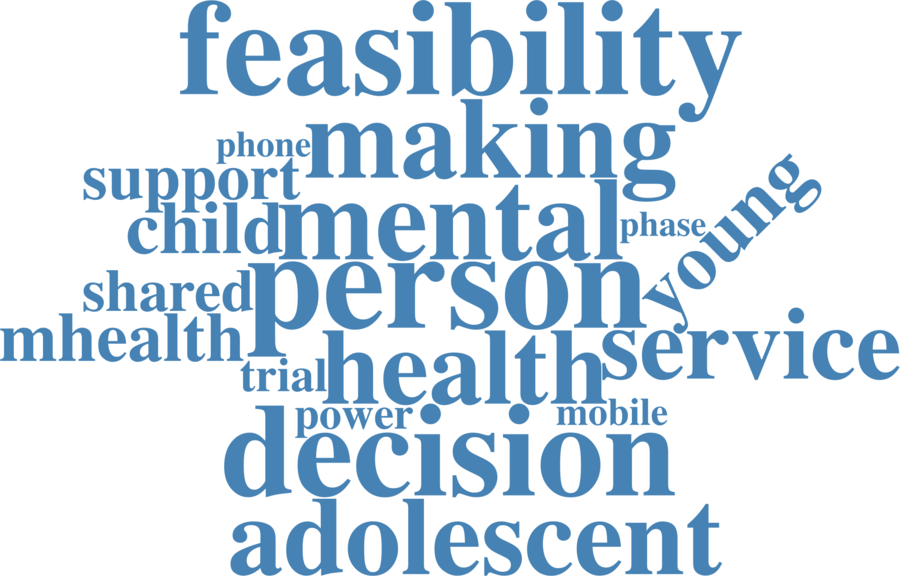 feasibility
making
phone
support
mental
child
phase
young
person
shared
mhealth
service
health
trial
power
mobile
decision
adolescent